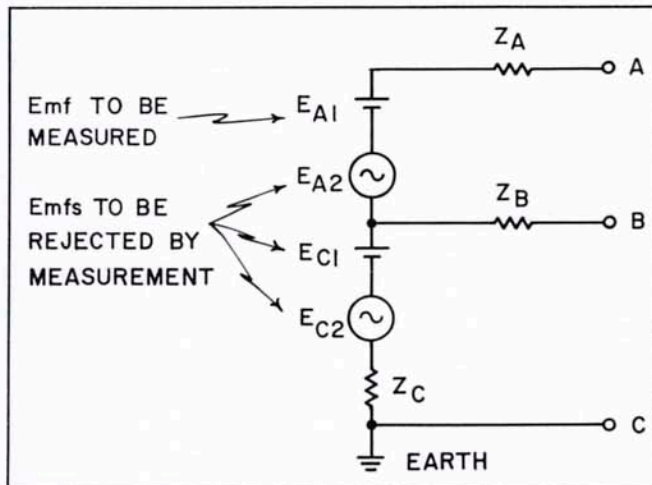 Z_A
A
Emf TO BE
MEASURED
E_A1
E_A2
Z_B
B
Emfs TO BE
REJECTED BY
MEASUREMENT
E_C1
E_C2
Z_C
C
EARTH